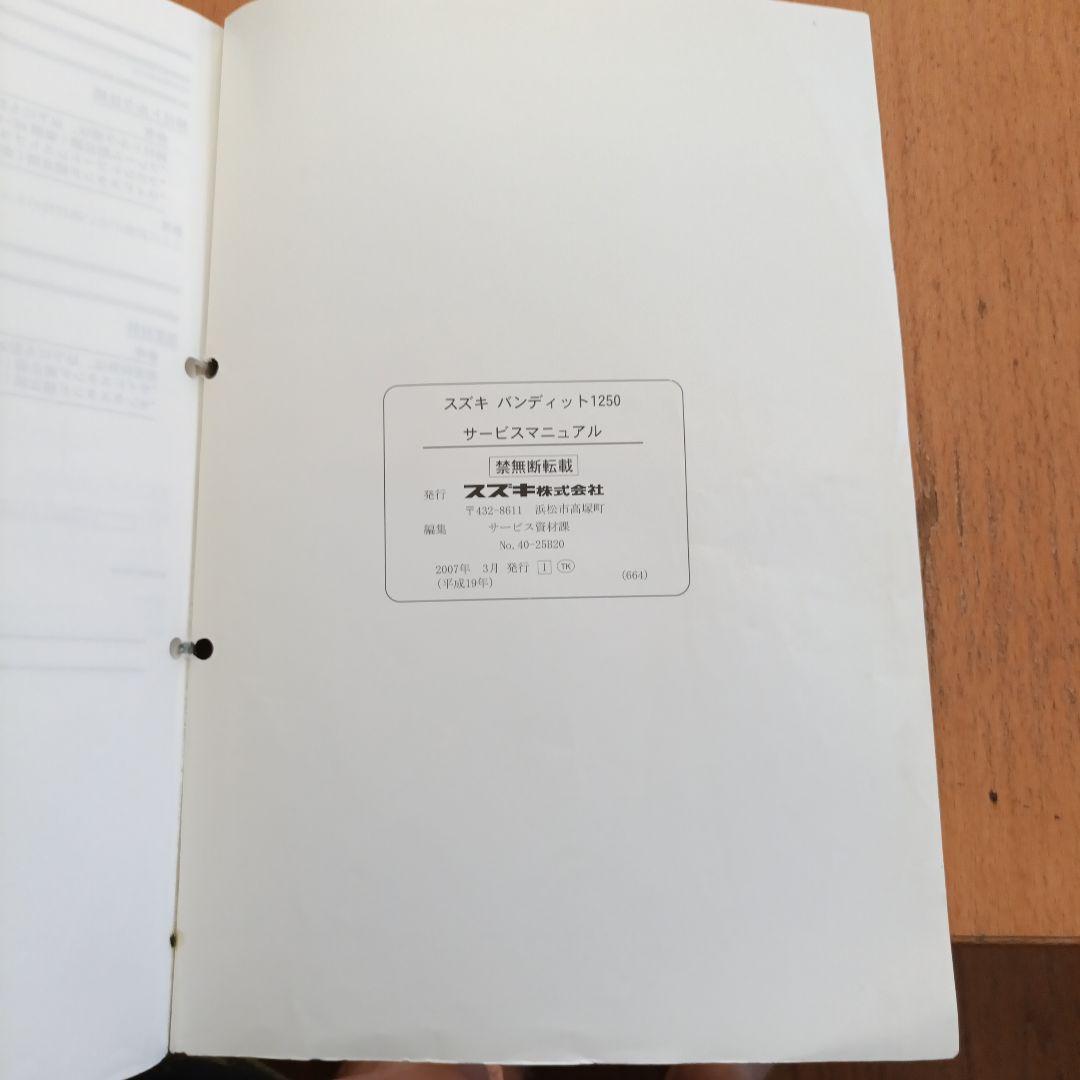 スズキ バンディット1250
サービスマニュアル
禁無断転載
発行 スズキ株式会社
〒432-8611 浜松市高塚町
編集 サービス資材課
No.40-25B20
2007年 3月 発行 1 TK
(平成19年) (664)